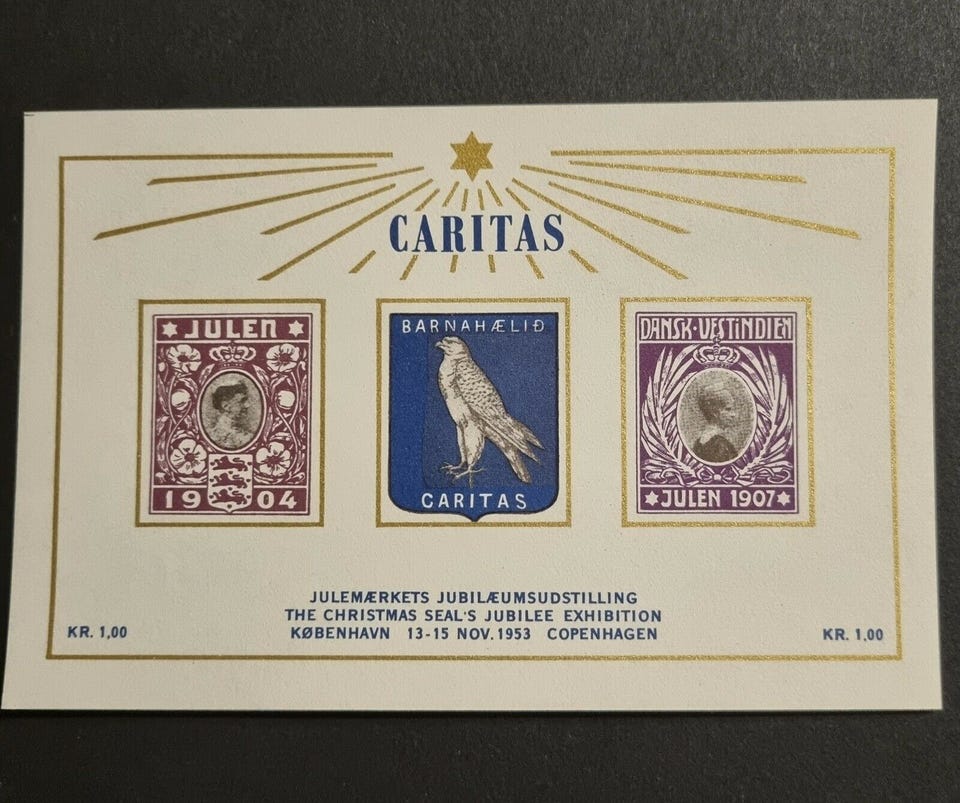 CARITAS
JULEN
1904
BARNAHÆLIÐ
CARITAS
DANSK·VESTINDIEN
JULEN 1907
JULEMÆRKETS JUBILÆUMSUDSTILLING
THE CHRISTMAS SEAL'S JUBILEE EXHIBITION
KØBENHAVN 13-15 NOV. 1953 COPENHAGEN
KR. 1,00
KR. 1,00